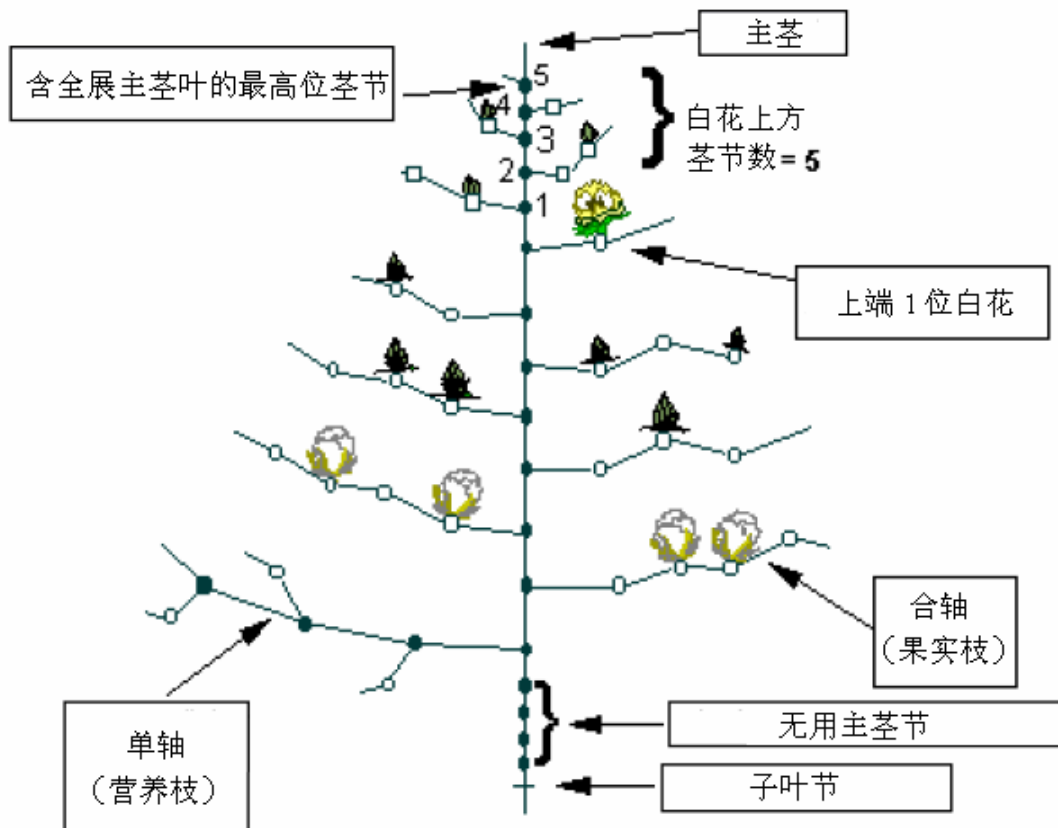 主茎
含全展主茎叶的最高位茎节
5
4
3
2
1
白花上方
茎节数 = 5
上端 1 位白花
合轴
（果实枝）
单轴
（营养枝）
无用主茎节
子叶节